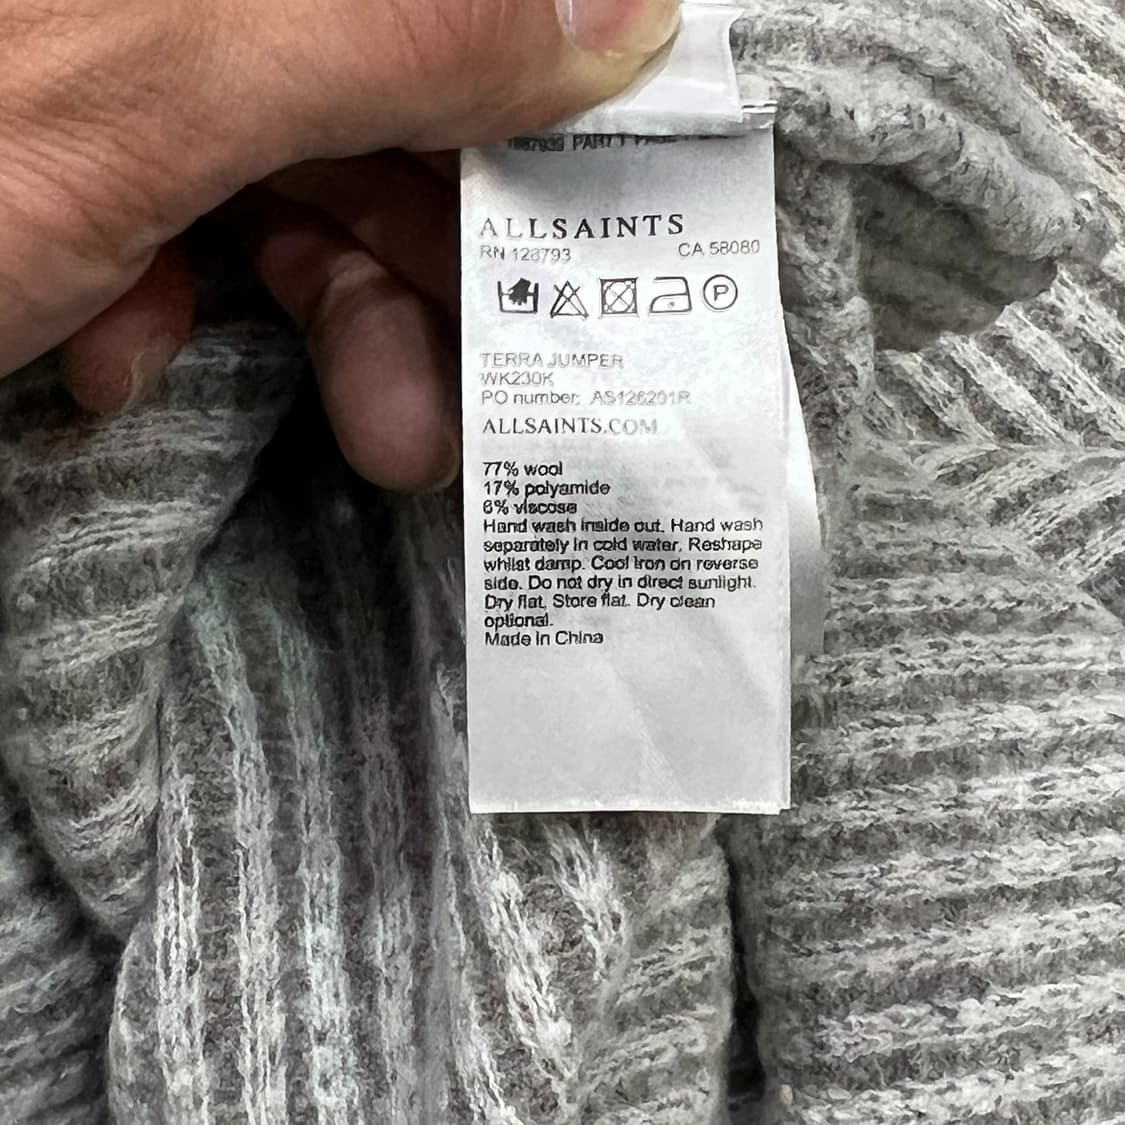 PART 1
ALLSAINTS
RN 128793 CA 58080
P
TERRA JUMPER
WK230K
PO number: AS126201R
ALLSAINTS.COM
77% wool
17% polyamide
6% viscose
Hand wash inside out. Hand wash
separately in cold water. Reshape
whilst damp. Cool iron on reverse
side. Do not dry in direct sunlight.
Dry flat. Store flat. Dry clean
optional.
Made in China